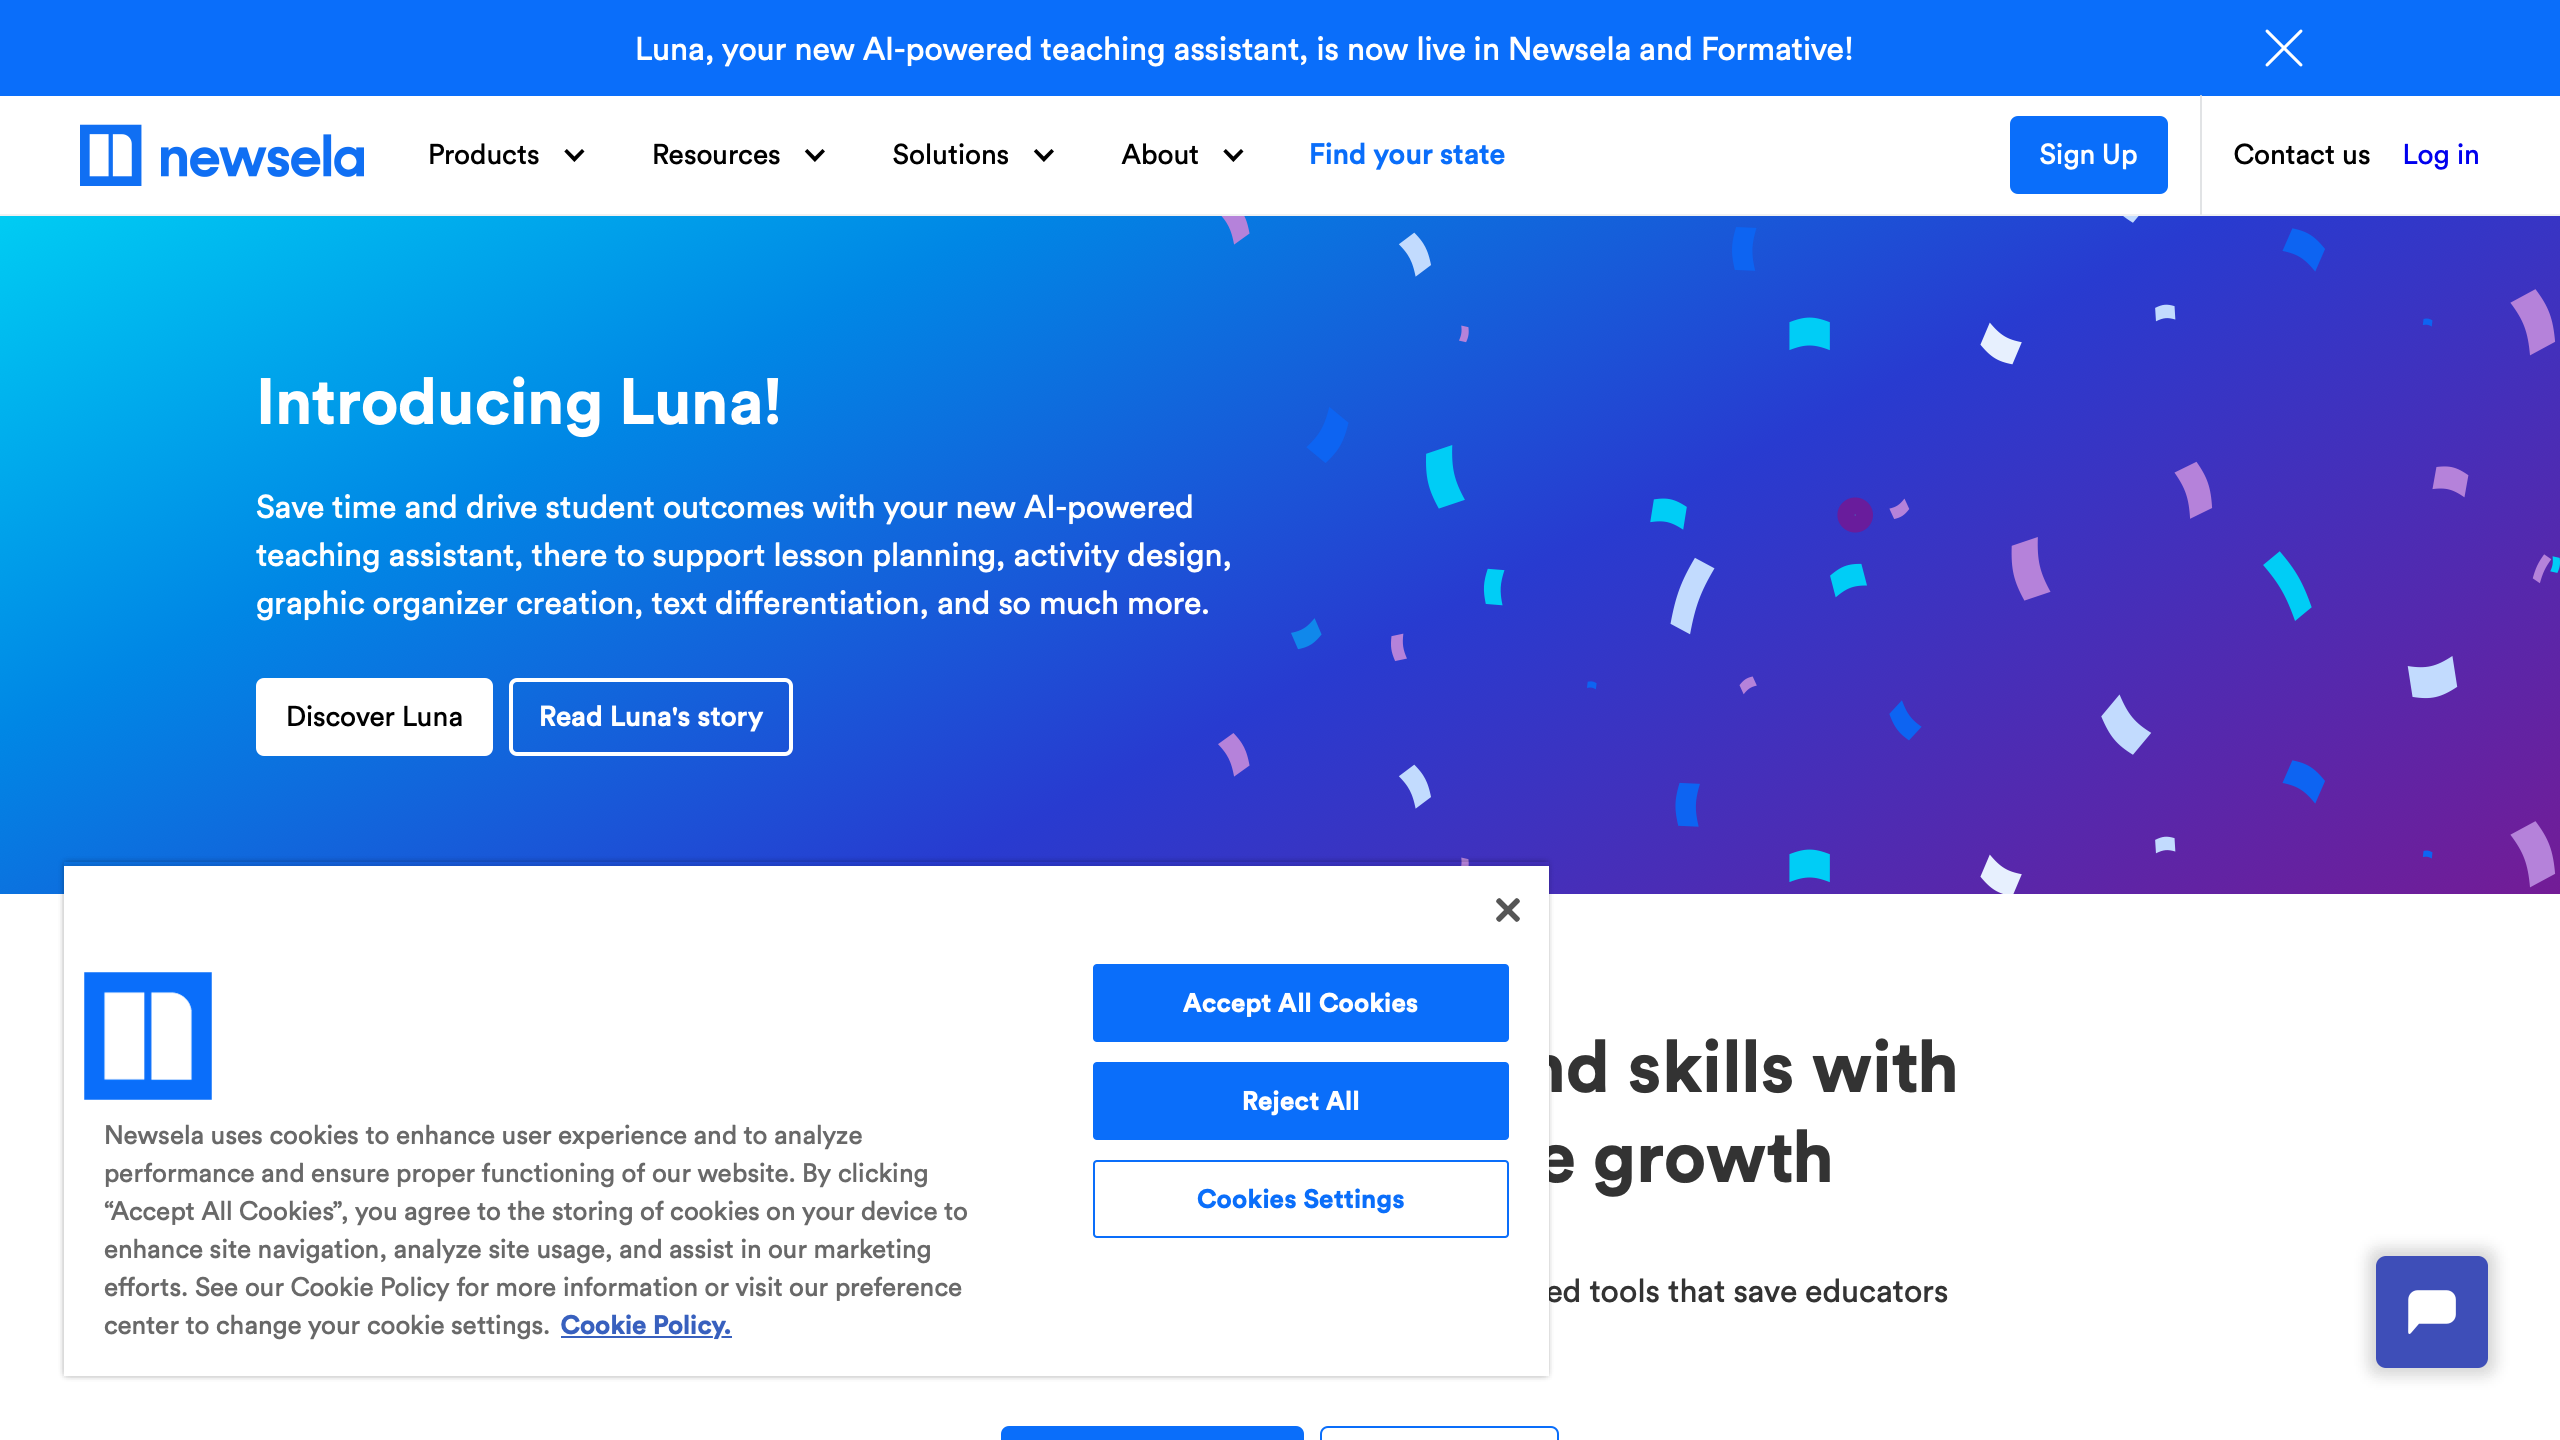 Luna, your new AI-powered teaching assistant, is now live in Newsela and Formative!
newsela
Products
Resources
Solutions
About
Find your state
Sign Up
Contact us
Log in
Introducing Luna!
Save time and drive student outcomes with your new AI-powered
teaching assistant, there to support lesson planning, activity design,
graphic organizer creation, text differentiation, and so much more.
Discover Luna
Read Luna's story
Newsela uses cookies to enhance user experience and to analyze
performance and ensure proper functioning of our website. By clicking
“Accept All Cookies”, you agree to the storing of cookies on your device to
enhance site navigation, analyze site usage, and assist in our marketing
efforts. See our Cookie Policy for more information or visit our preference
center to change your cookie settings. Cookie Policy.
Accept All Cookies
Reject All
Cookies Settings
skills with
growth
tools that save educators